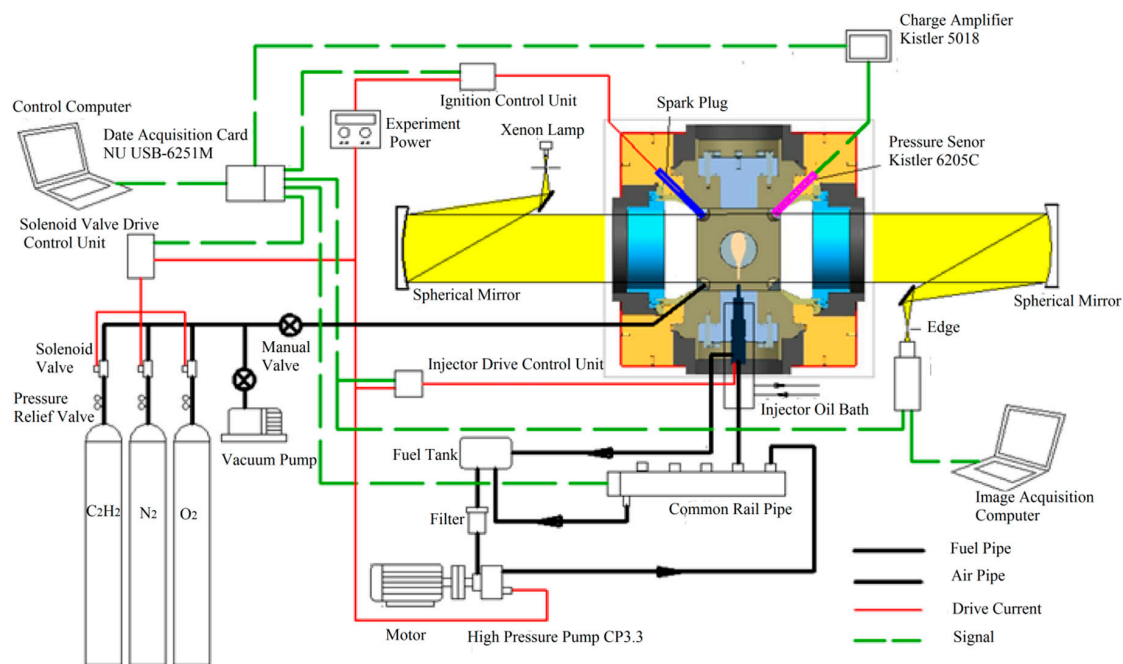 Charge Amplifier
Kistler 5018
Ignition Control Unit
Control Computer
Date Acquisition Card
NU USB-6251M
Experiment
Power
Spark Plug
Xenon Lamp
Pressure Senor
Kistler 6205C
Solenoid Valve Drive
Control Unit
Spherical Mirror
Spherical Mirror
Edge
Manual
Valve
Solenoid
Valve
Injector Drive Control Unit
Pressure
Relief Valve
Injector Oil Bath
Vacuum Pump
Fuel Tank
Common Rail Pipe
Image Acquisition
Computer
C2H2
N2
O2
Filter
Fuel Pipe
Air Pipe
Drive Current
Signal
Motor
High Pressure Pump CP3.3